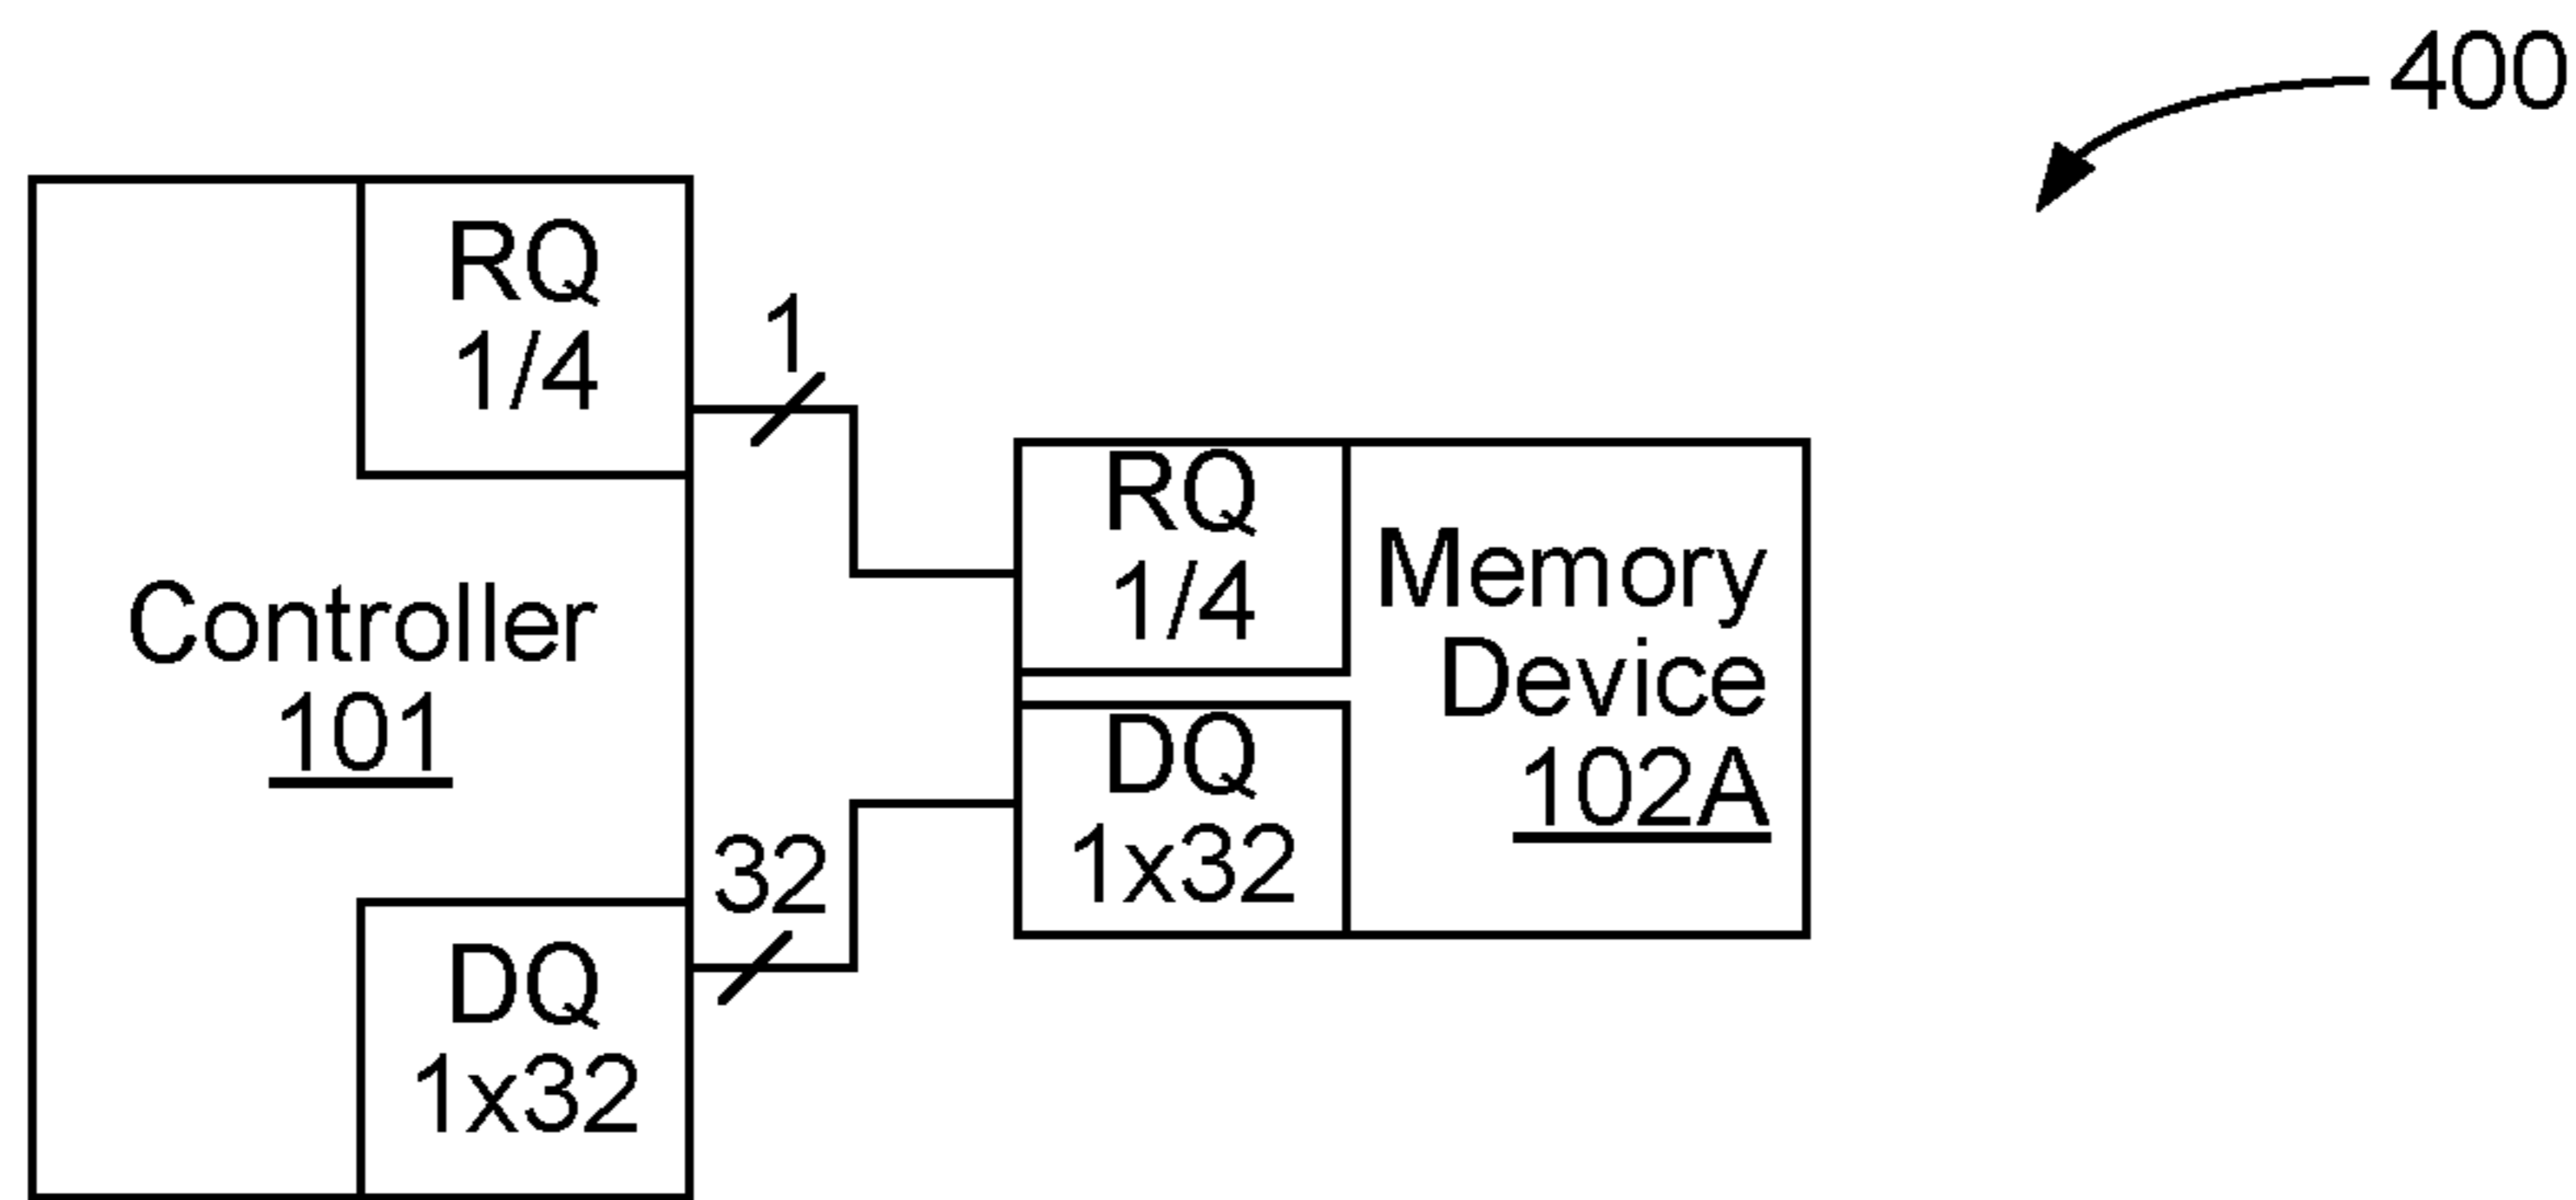 400
RQ
1/4
1
Controller
101
32
DQ
1x32
RQ
1/4
DQ
1x32
Memory
Device
102A